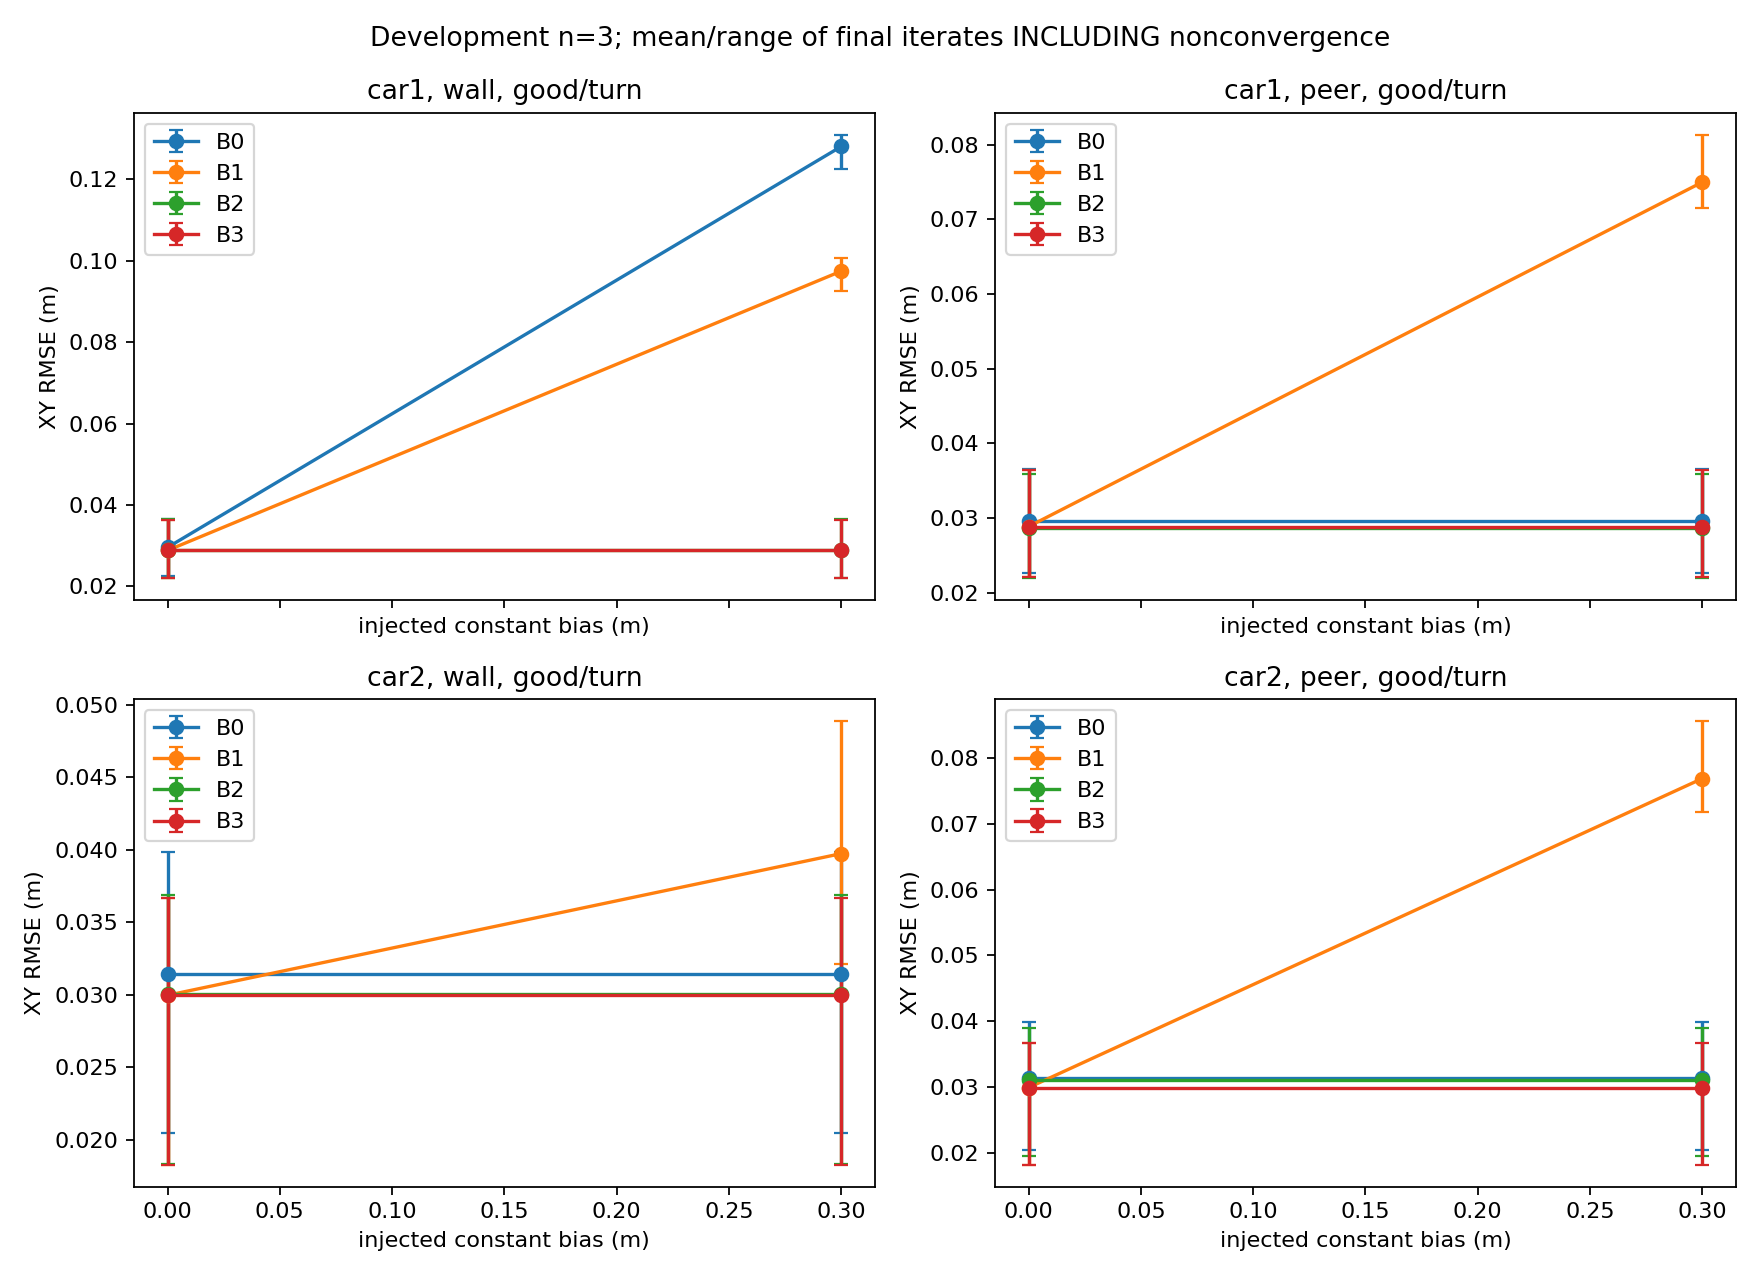 Development n=3; mean/range of final iterates INCLUDING nonconvergence
car1, wall, good/turn
B0
B1
B2
B3
0.12
0.10
0.08
0.06
0.04
0.02
XY RMSE (m)
injected constant bias (m)
car1, peer, good/turn
B0
B1
B2
B3
0.08
0.07
0.06
0.05
0.04
0.03
0.02
XY RMSE (m)
injected constant bias (m)
car2, wall, good/turn
B0
B1
B2
B3
0.050
0.045
0.040
0.035
0.030
0.025
0.020
XY RMSE (m)
0.00 0.05 0.10 0.15 0.20 0.25 0.30
injected constant bias (m)
car2, peer, good/turn
B0
B1
B2
B3
0.08
0.07
0.06
0.05
0.04
0.03
0.02
XY RMSE (m)
0.00 0.05 0.10 0.15 0.20 0.25 0.30
injected constant bias (m)